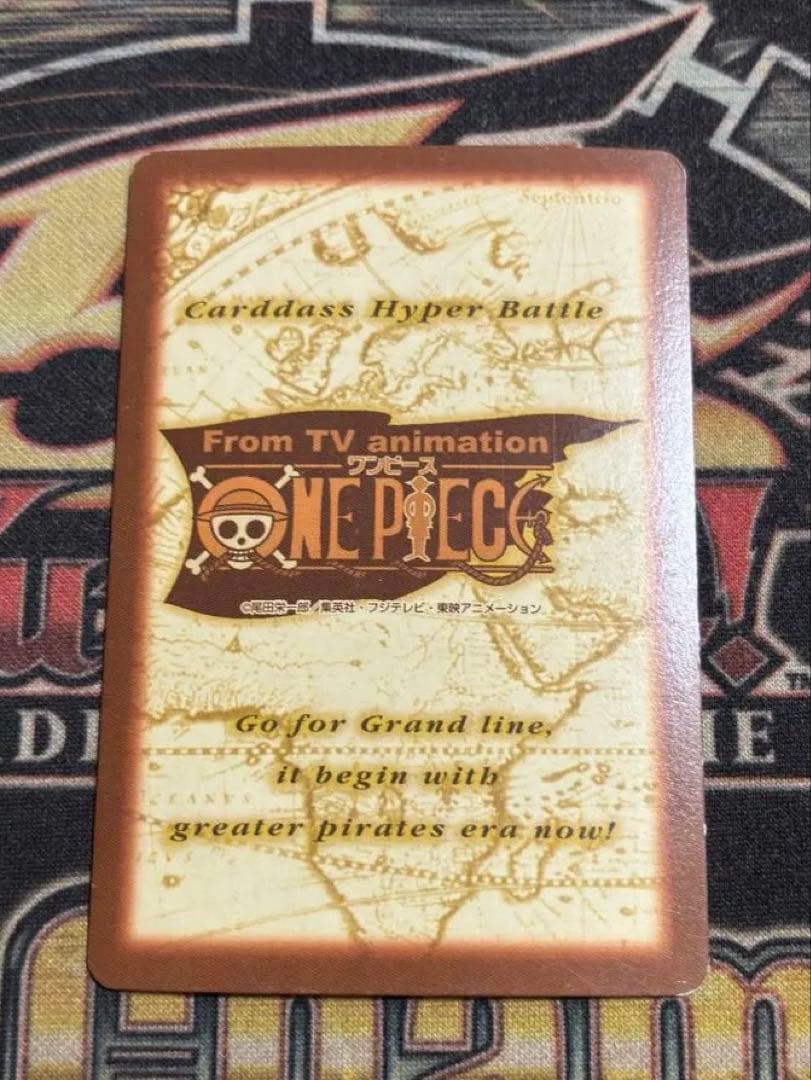 Septentrio
Carddass Hyper Battle
From TV animation
ワンピース
ONE PIECE
©尾田栄一郎/集英社・フジテレビ・東映アニメーション
Go for Grand line,
it begin with
greater pirates era now!
TM